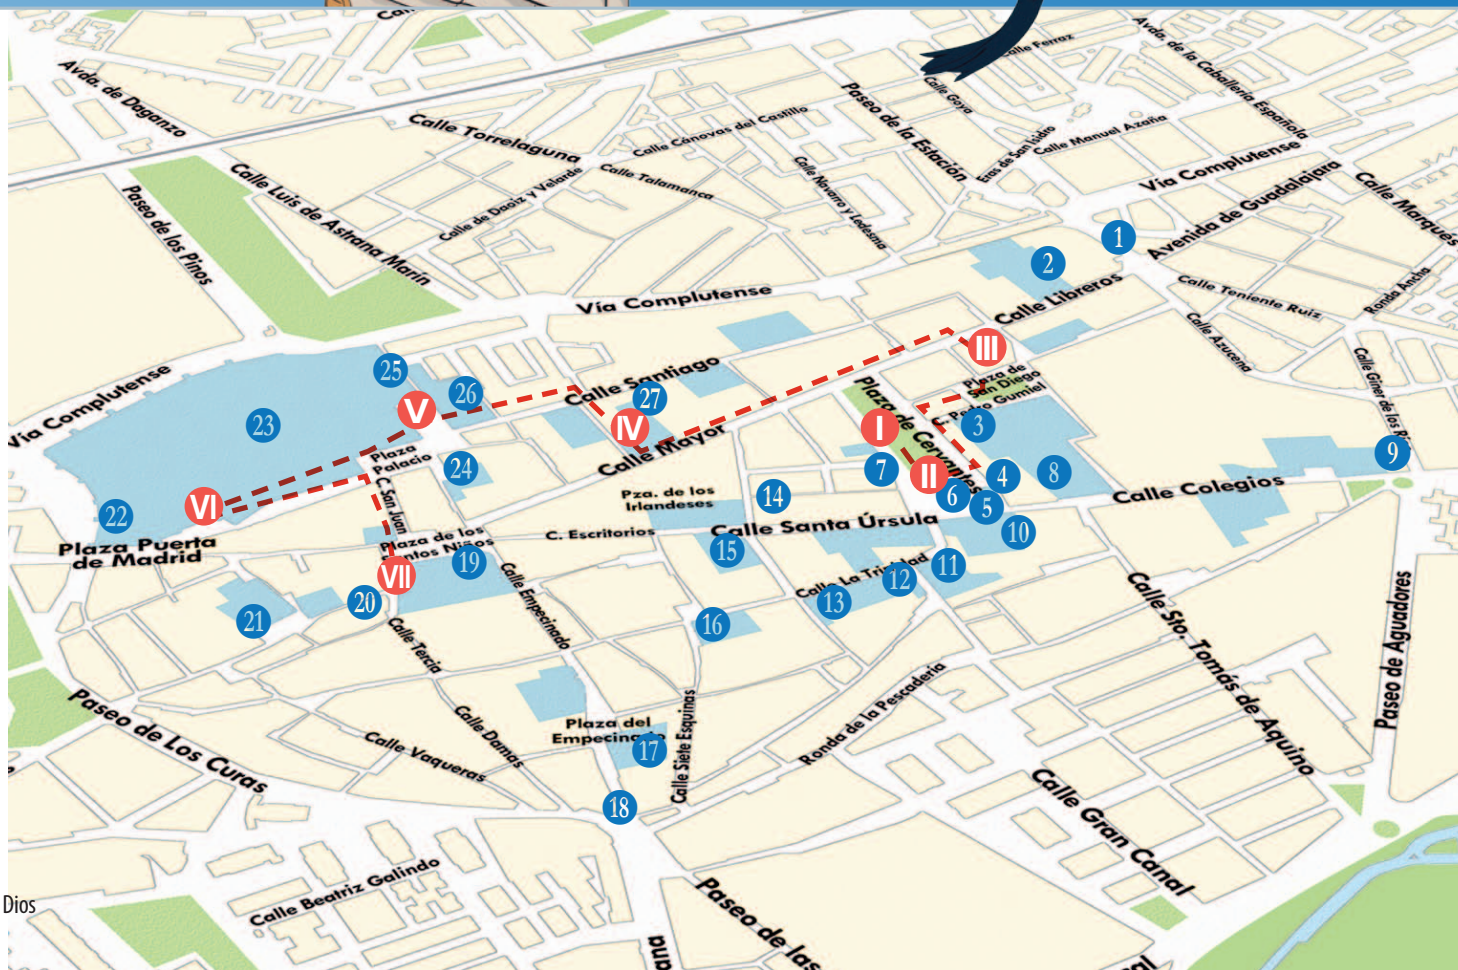 Calle Ferraz
Avda. de la Caballería Española
Avda. de Daganzo
Calle Goya
Paseo de la Estación
Calle Torrelaguna
Calle Cánovas del Castillo
Eras de San Isidro
Calle Manuel Azaña
Vía Complutense
Calle Luis de Astrana Marín
Calle de Daoiz y Velarde
Calle Talamanca
Calle Navarro y Ledesma
Avenida de Guadalajara
Calle Marqués
Paseo de los Pinos
1
2
Calle Libreros
Calle Teniente Ruiz
Ronda Ancha
Vía Complutense
Calle Azucena
III
Calle Giner de los
Plaza de
San Diego
C. Pedro Gumiel
Calle Santiago
25
26
27
Vía Complutense
V
23
IV
I
Plaza de Cervantes
3
Calle Mayor
Plaza
Palacio
24
7
II
4
8
9
6
5
Calle Colegios
C. San Juan
Pza. de los
Irlandeses
14
VI
22
Calle Santa Úrsula
10
Plaza Puerta
de Madrid
Plaza de los
Santos Niños
C. Escritorios
15
19
VII
11
Calle La Trinidad
12
13
20
21
Calle Empecinado
16
Calle Tercia
Calle Sto. Tomás de Aquino
Paseo de Aguadores
Paseo de Los Curas
Calle Damas
Calle Vaqueras
Plaza del
Empecinado
17
Calle Siete Esquinas
Ronda de la Pescadería
18
Calle Gran Canal
Calle Beatriz Galindo
Dios
Paseo de las